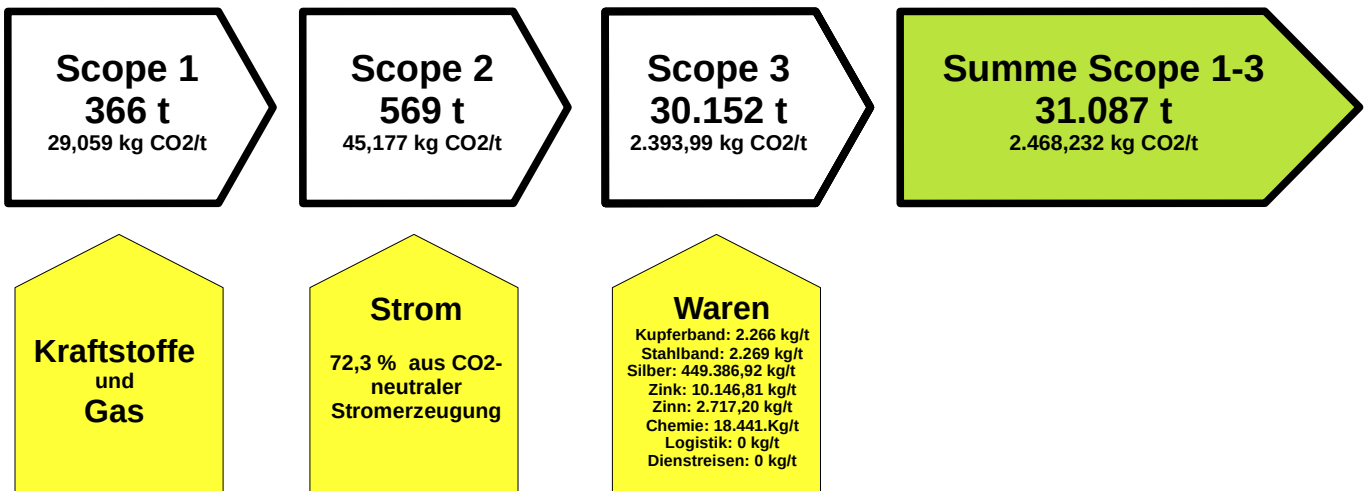 Scope 1
366 t
29,059 kg CO2/t
Scope 2
569 t
45,177 kg CO2/t
Scope 3
30.152 t
2.393,99 kg CO2/t
Summe Scope 1-3
31.087 t
2.468,232 kg CO2/t
Kraftstoffe
und
Gas
Strom
72,3 % aus CO2-
neutraler
Stromerzeugung
Waren
Kupferband: 2.266 kg/t
Stahlband: 2.269 kg/t
Silber: 449.386,92 kg/t
Zink: 10.146,81 kg/t
Zinn: 2.717,20 kg/t
Chemie: 18.441.Kg/t
Logistik: 0 kg/t
Dienstreisen: 0 kg/t